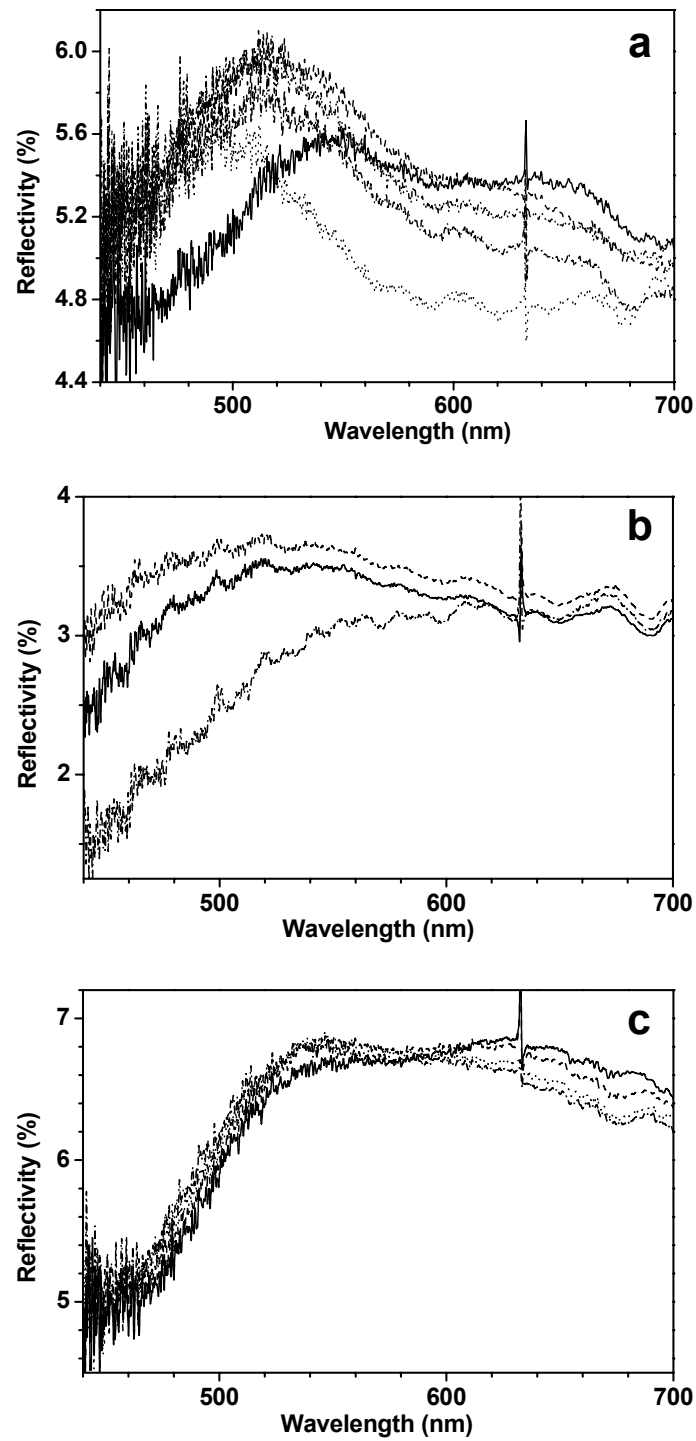 a
6.0
5.6
5.2
4.8
4.4
Reflectivity (%)
500 600 700
Wavelength (nm)
b
4
3
2
Reflectivity (%)
500 600 700
Wavelength (nm)
c
7
6
5
Reflectivity (%)
500 600 700
Wavelength (nm)